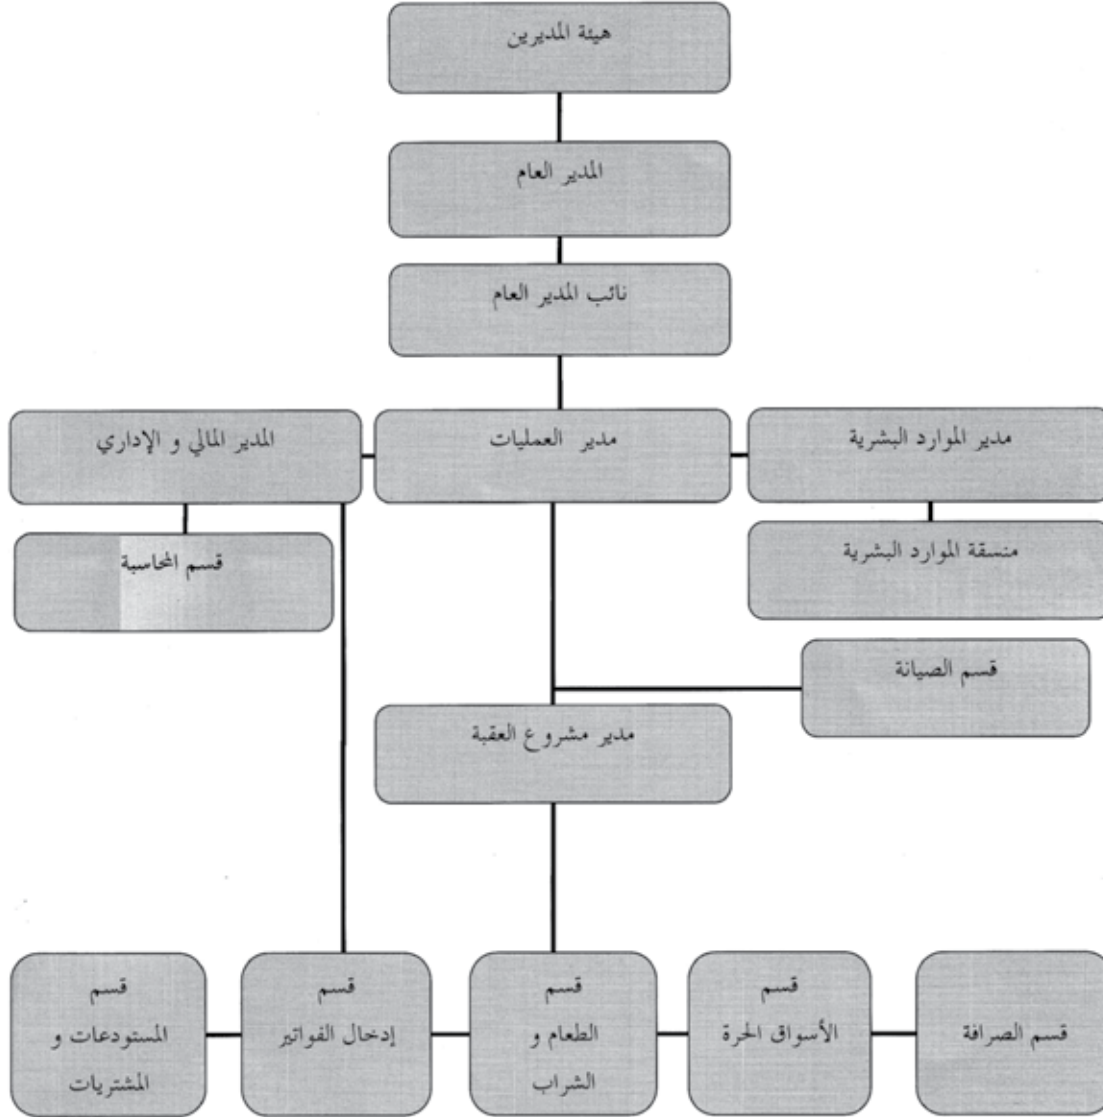 هيئة المديرين
المدير العام
نائب المدير العام
مدير الموارد البشرية
مدير العمليات
المدير المالي و الإداري
منسقة الموارد البشرية
قسم المحاسبة
قسم الصيانة
مدير مشروع العقبة
قسم الصرافة
قسم
الأسواق الحرة
قسم
الطعام و
الشراب
قسم
إدخال الفواتير
قسم
المستودعات و
المشتريات